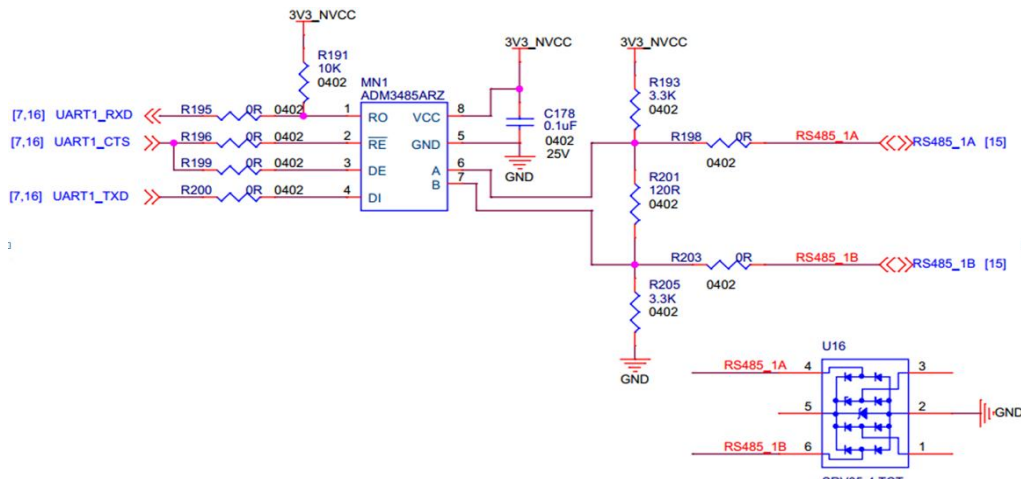 3V3_NVCC
R191
10K
0402
MN1
ADM3485ARZ
[7,16] UART1_RXD R195 0R 0402 1 RO VCC 8
[7,16] UART1_CTS R196 0R 0402 2 RE GND 5
R199 0R 0402 3 DE A 6
B 7
[7,16] UART1_TXD R200 0R 0402 4 DI
3V3_NVCC
C178
0.1uF
0402
25V
GND
3V3_NVCC
R193
3.3K
0402
R198 0R RS485_1A RS485_1A [15]
0402
R201
120R
0402
R203 0R RS485_1B RS485_1B [15]
0402
R205
3.3K
0402
GND
U16
RS485_1A 4 3
5 2 GND
RS485_1B 6 1